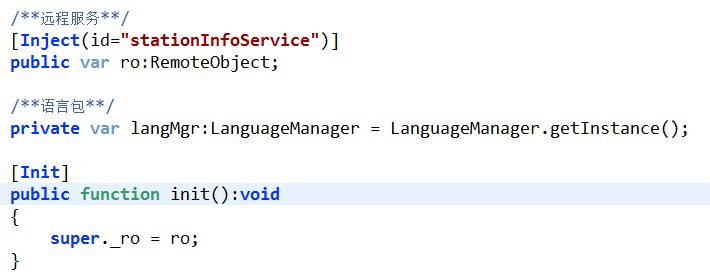 /**远程服务**/
[Inject(id="stationInfoService")]
public var ro:RemoteObject;
/**语言包**/
private var langMgr:LanguageManager = LanguageManager.getInstance();
[Init]
public function init():void
{
super._ro = ro;
}